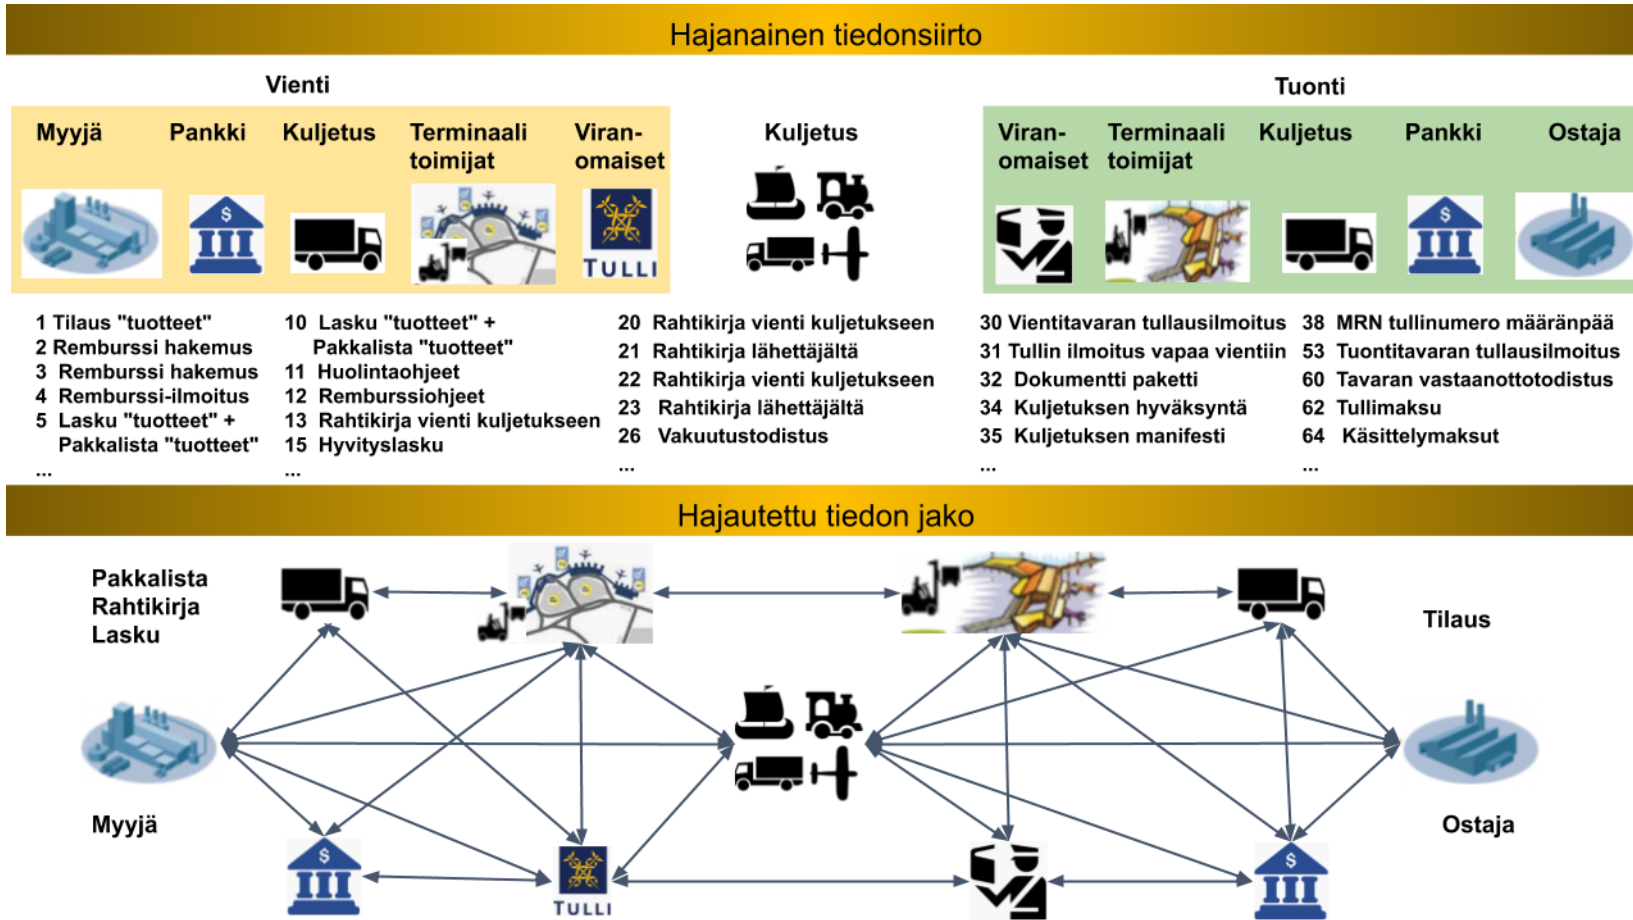 Hajanainen tiedonsiirto
Vienti
Tuonti
Myyjä
Pankki
Kuljetus
Terminaali
toimijat
Viran-
omaiset
Kuljetus
Viran-
omaiset
Terminaali
toimijat
Kuljetus
Pankki
Ostaja
$
TULLI
$
1 Tilaus "tuotteet"
2 Remburssi hakemus
3 Remburssi hakemus
4 Remburssi-ilmoitus
5 Lasku "tuotteet" +
Pakkalista "tuotteet"
...
10 Lasku "tuotteet" +
Pakkalista "tuotteet"
11 Huolintaohjeet
12 Remburssiohjeet
13 Rahtikirja vienti kuljetukseen
15 Hyvityslasku
...
20 Rahtikirja vienti kuljetukseen
21 Rahtikirja lähettäjältä
22 Rahtikirja vienti kuljetukseen
23 Rahtikirja lähettäjältä
26 Vakuutustodistus
...
30 Vientitavaran tullausilmoitus
31 Tullin ilmoitus vapaa vientiin
32 Dokumentti paketti
34 Kuljetuksen hyväksyntä
35 Kuljetuksen manifesti
...
38 MRN tullinumero määränpää
53 Tuontitavaran tullausilmoitus
60 Tavaran vastaanottotodistus
62 Tullimaksu
64 Käsittelymaksut
...
Hajautettu tiedon jako
Pakkalista
Rahtikirja
Lasku
Tilaus
Myyjä
Ostaja
$
TULLI
$